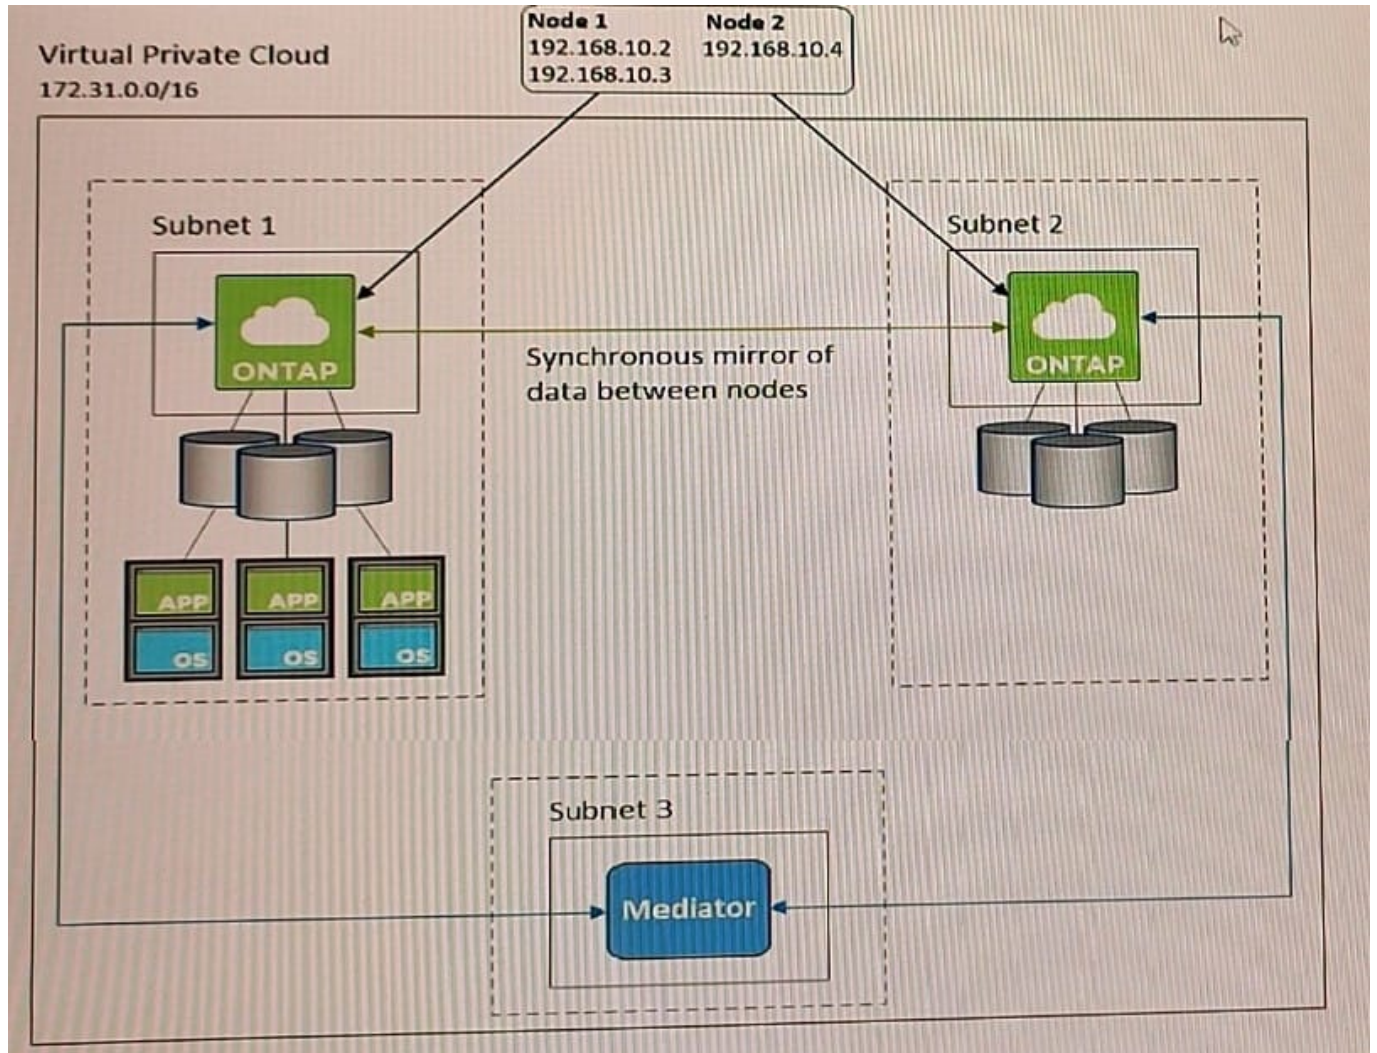 Node 1 Node 2
192.168.10.2 192.168.10.4
192.168.10.3
Virtual Private Cloud
172.31.0.0/16
Subnet 1
Subnet 2
ONTAP
ONTAP
Synchronous mirror of
data between nodes
APP APP APP
OS OS OS
Subnet 3
Mediator